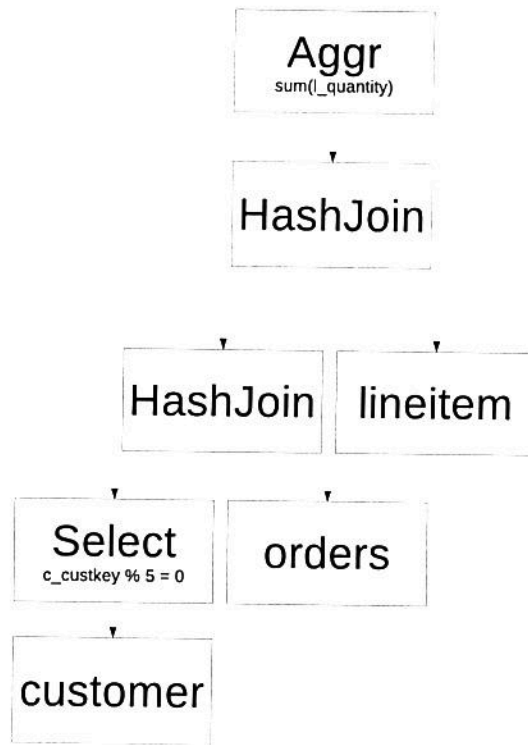 Aggr
sum(l_quantity)
HashJoin
HashJoin
lineitem
Select
c_custkey % 5 = 0
orders
customer